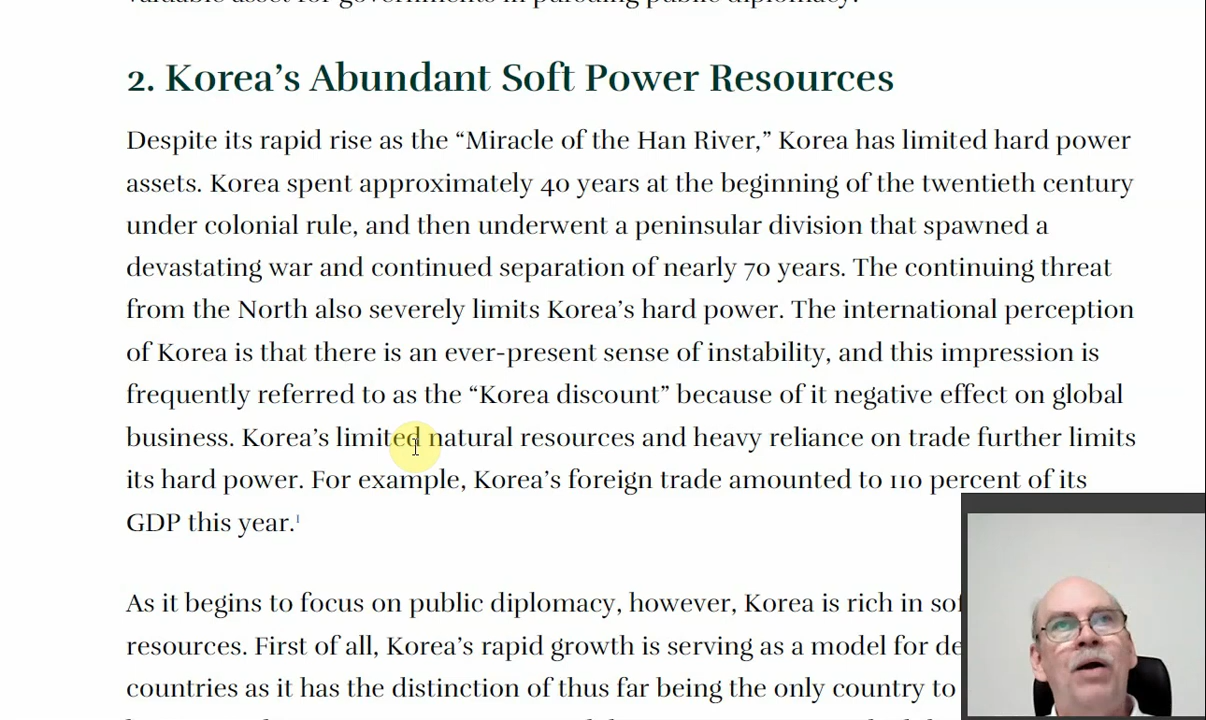 valuable asset for governments in pursuing public diplomacy.
2. Korea’s Abundant Soft Power Resources
Despite its rapid rise as the “Miracle of the Han River,” Korea has limited hard power
assets. Korea spent approximately 40 years at the beginning of the twentieth century
under colonial rule, and then underwent a peninsular division that spawned a
devastating war and continued separation of nearly 70 years. The continuing threat
from the North also severely limits Korea’s hard power. The international perception
of Korea is that there is an ever-present sense of instability, and this impression is
frequently referred to as the “Korea discount” because of it negative effect on global
business. Korea’s limited natural resources and heavy reliance on trade further limits
its hard power. For example, Korea’s foreign trade amounted to 110 percent of its
GDP this year.1
As it begins to focus on public diplomacy, however, Korea is rich in
resources. First of all, Korea’s rapid growth is serving as a model for
countries as it has the distinction of thus far being the only country to